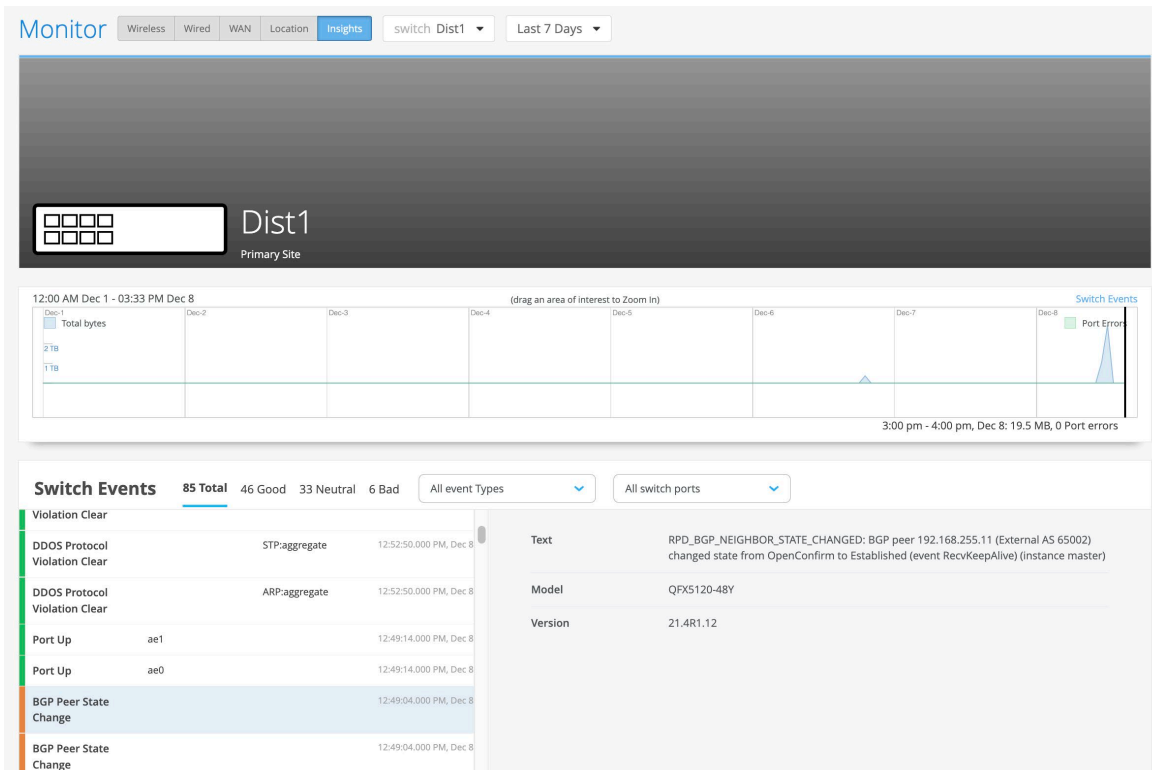 Monitor Wireless Wired WAN Location Insights switch Dist1 Last 7 Days
Dist1
Primary Site
12:00 AM Dec 1 - 03:33 PM Dec 8 (drag an area of interest to Zoom In) Switch Events
Dec-1 Dec-2 Dec-3 Dec-4 Dec-5 Dec-6 Dec-7 Dec-8
Total bytes Port Errors
2 TB
1 TB
3:00 pm - 4:00 pm, Dec 8: 19.5 MB, 0 Port errors
Switch Events 85 Total 46 Good 33 Neutral 6 Bad All event Types All switch ports
Violation Clear
DDOS Protocol STP:aggregate 12:52:50.000 PM, Dec 8
Violation Clear
DDOS Protocol ARP:aggregate 12:52:50.000 PM, Dec 8
Violation Clear
Port Up ae1 12:49:14.000 PM, Dec 8
Port Up ae0 12:49:14.000 PM, Dec 8
BGP Peer State 12:49:04.000 PM, Dec 8
Change
BGP Peer State 12:49:04.000 PM, Dec 8
Change
Text RPD_BGP_NEIGHBOR_STATE_CHANGED: BGP peer 192.168.255.11 (External AS 65002)
changed state from OpenConfirm to Established (event RecvKeepAlive) (instance master)
Model QFX5120-48Y
Version 21.4R1.12